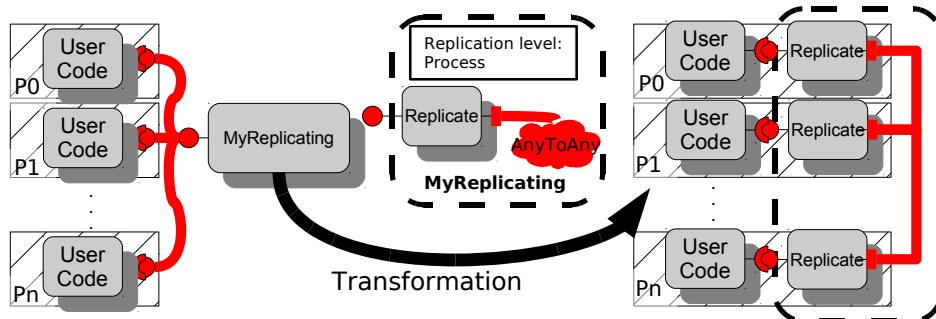 User
Code
P0
User
Code
P1
User
Code
Pn
MyReplicating
Replication level:
Process
Replicate
AnyToAny
MyReplicating
Transformation
User
Code
Replicate
P0
User
Code
Replicate
P1
User
Code
Replicate
Pn